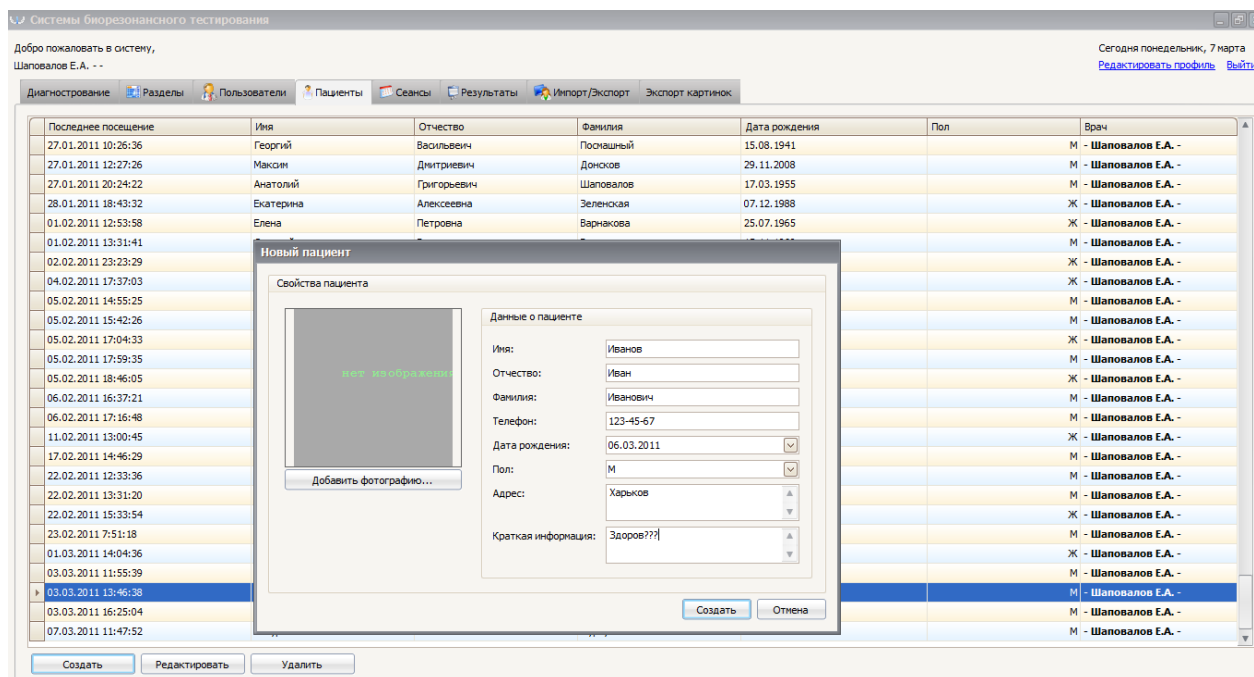 Системы биорезонансного тестирования
Добро пожаловать в систему,
Сегодня понедельник, 7 марта
Шаповалов Е.А. - -
Редактировать профиль Выйти
Диагнострование Разделы Пользователи Пациенты Сеансы Результаты Импорт/Экспорт Экспорт картинок
Последнее посещение Имя Отчество Фамилия Дата рождения Пол Врач
27.01.2011 10:26:36 Георгий Васильвеич Посмашный 15.08.1941 М - Шаповалов Е.А. -
27.01.2011 12:27:26 Максим Дмитриевич Донсков 29.11.2008 М - Шаповалов Е.А. -
27.01.2011 20:24:22 Анатолий Григорьевич Шаповалов 17.03.1955 М - Шаповалов Е.А. -
28.01.2011 18:43:32 Екатерина Алексеевна Зеленская 07.12.1988 Ж - Шаповалов Е.А. -
01.02.2011 12:53:58 Елена Петровна Варнакова 25.07.1965 Ж - Шаповалов Е.А. -
01.02.2011 13:31:41 М - Шаповалов Е.А. -
02.02.2011 23:23:29 Ж - Шаповалов Е.А. -
04.02.2011 17:37:03 Ж - Шаповалов Е.А. -
05.02.2011 14:55:25 М - Шаповалов Е.А. -
05.02.2011 15:42:26 М - Шаповалов Е.А. -
05.02.2011 17:04:33 Ж - Шаповалов Е.А. -
05.02.2011 17:59:35 М - Шаповалов Е.А. -
05.02.2011 18:46:05 Ж - Шаповалов Е.А. -
06.02.2011 16:37:21 М - Шаповалов Е.А. -
06.02.2011 17:16:48 М - Шаповалов Е.А. -
11.02.2011 13:00:45 Ж - Шаповалов Е.А. -
17.02.2011 14:46:29 М - Шаповалов Е.А. -
22.02.2011 12:33:36 М - Шаповалов Е.А. -
22.02.2011 13:31:20 М - Шаповалов Е.А. -
22.02.2011 15:33:54 Ж - Шаповалов Е.А. -
23.02.2011 7:51:18 М - Шаповалов Е.А. -
01.03.2011 14:04:36 Ж - Шаповалов Е.А. -
03.03.2011 11:55:39 М - Шаповалов Е.А. -
03.03.2011 13:46:38 М - Шаповалов Е.А. -
03.03.2011 16:25:04 М - Шаповалов Е.А. -
07.03.2011 11:47:52 М - Шаповалов Е.А. -
Новый пациент
Свойства пациента
нет изображения
Добавить фотографию...
Данные о пациенте
Имя: Иванов
Отчество: Иван
Фамилия: Иванович
Телефон: 123-45-67
Дата рождения: 06.03.2011
Пол: М
Адрес: Харьков
Краткая информация: Здоров???
Создать Отмена
Создать Редактировать Удалить